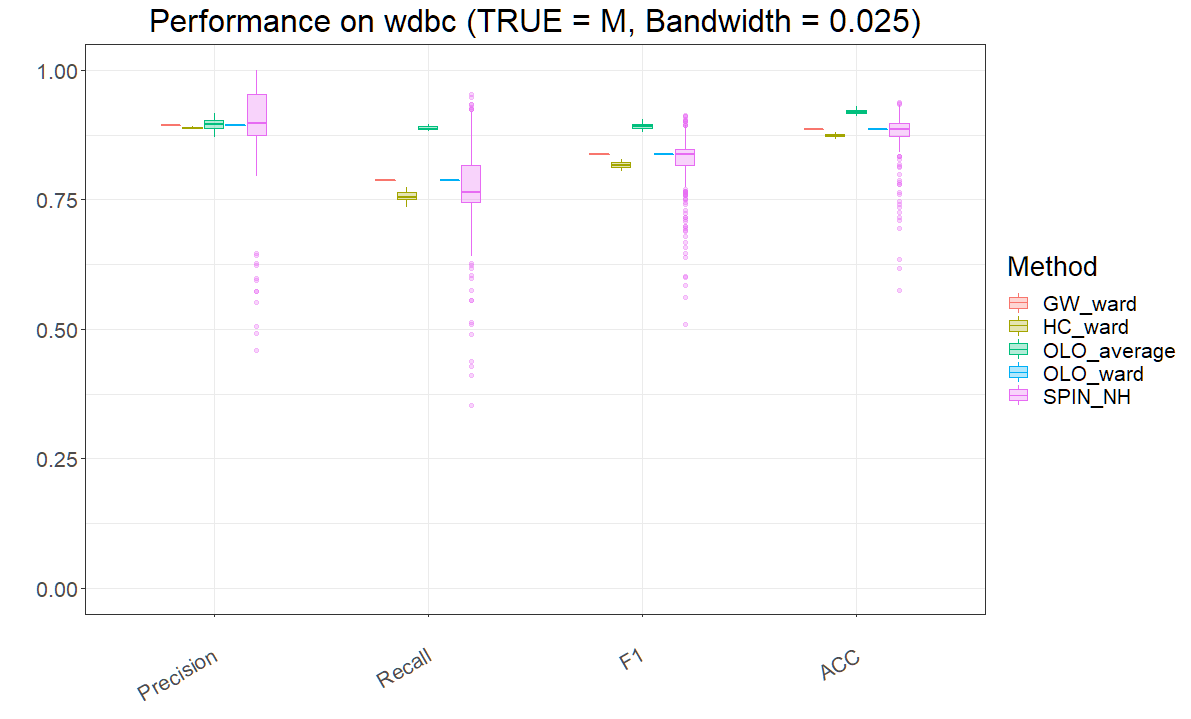 Performance on wdbc (TRUE = M, Bandwidth = 0.025)
1.00
0.75
0.50
0.25
0.00
Precision
Recall
F1
ACC
Method
GW_ward
HC_ward
OLO_average
OLO_ward
SPIN_NH